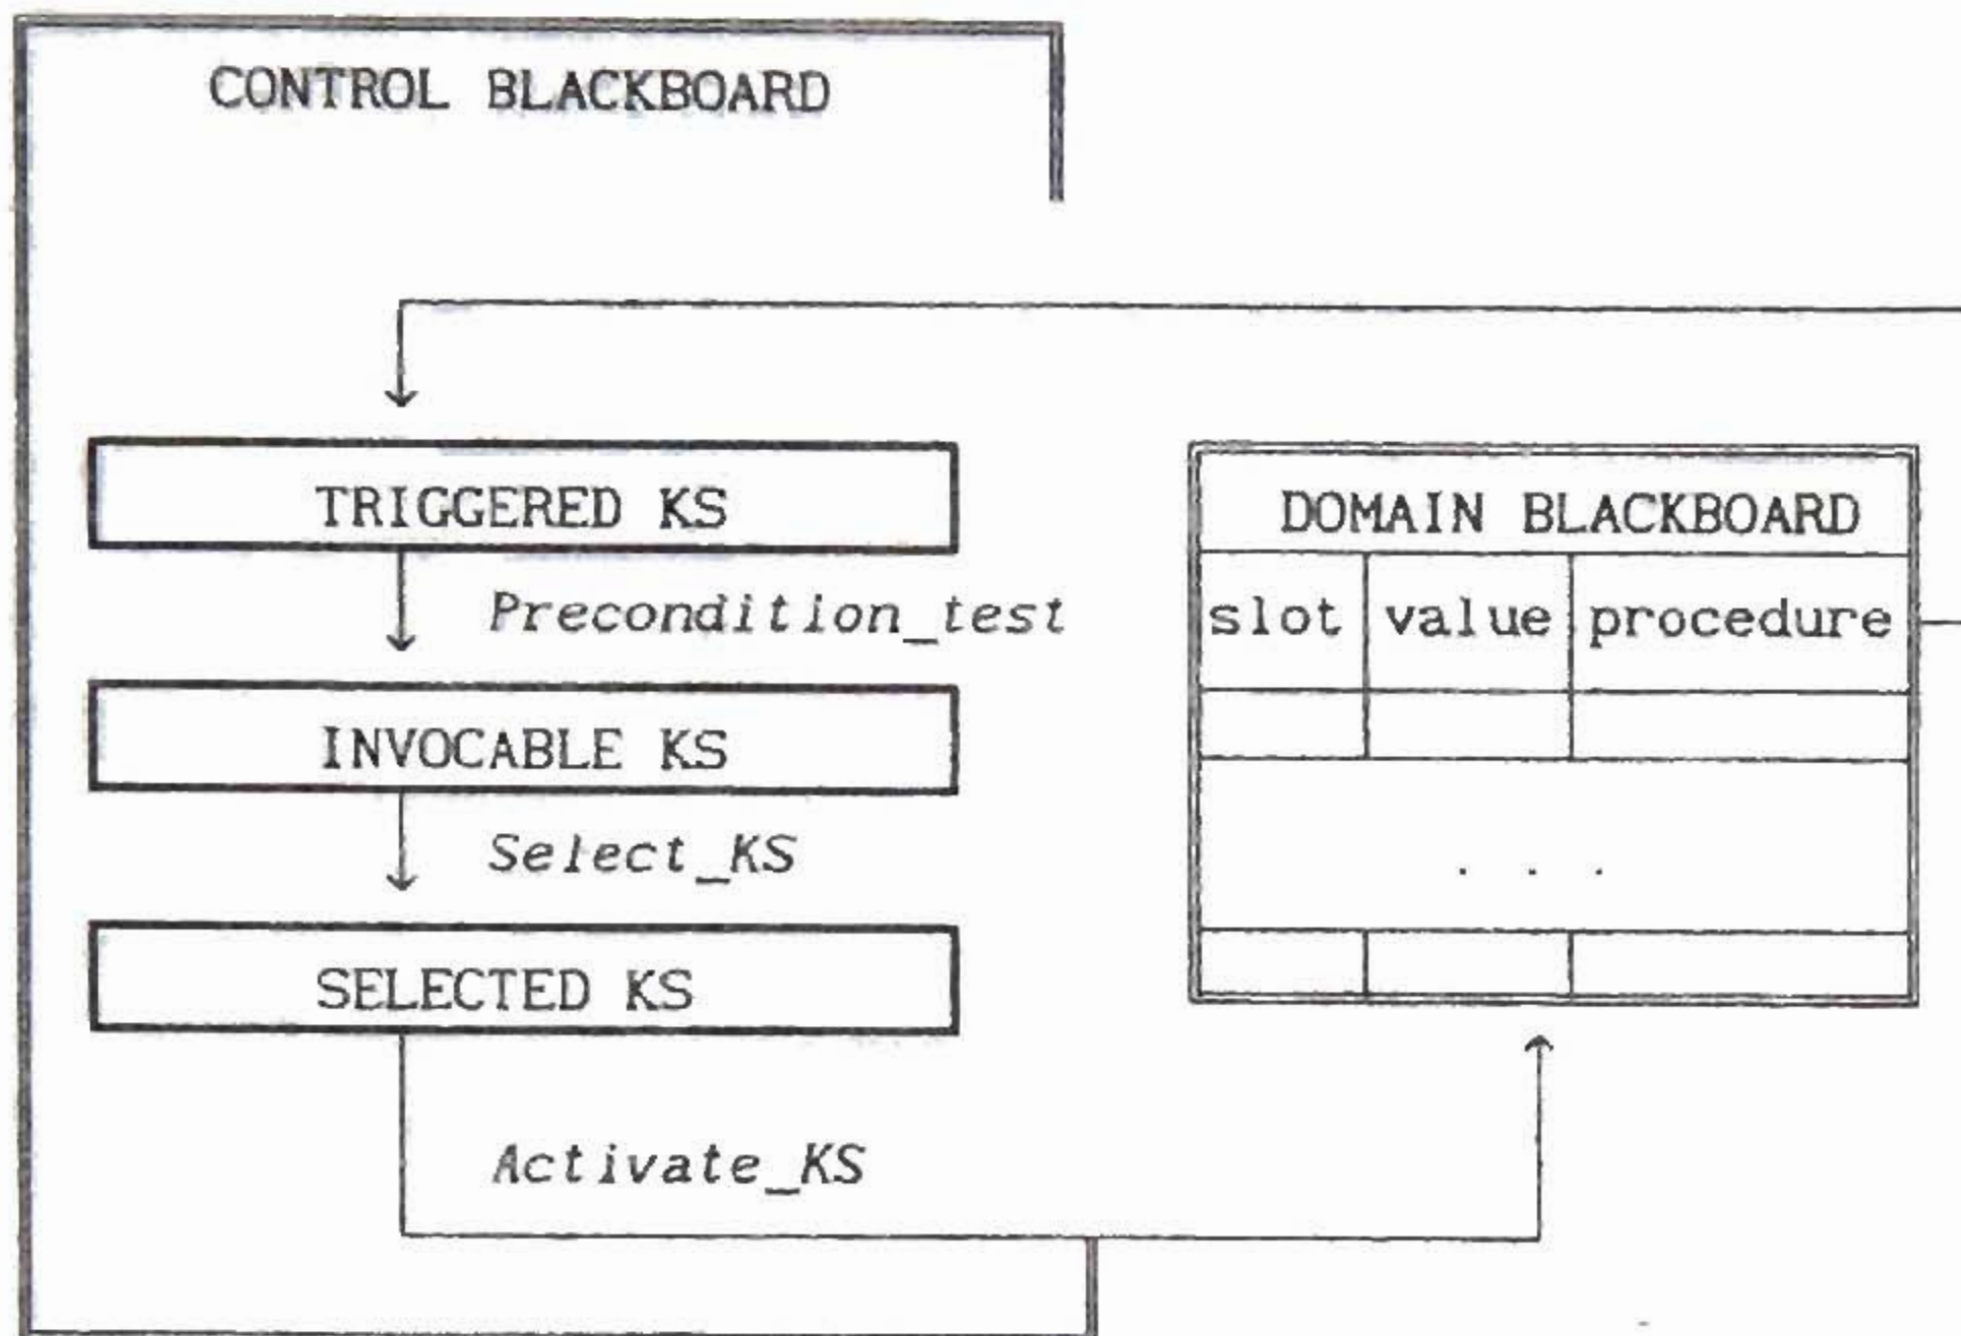 CONTROL BLACKBOARD
TRIGGERED KS
Precondition_test
INVOCABLE KS
Select_KS
SELECTED KS
Activate_KS
DOMAIN BLACKBOARD
slot value procedure
. . .